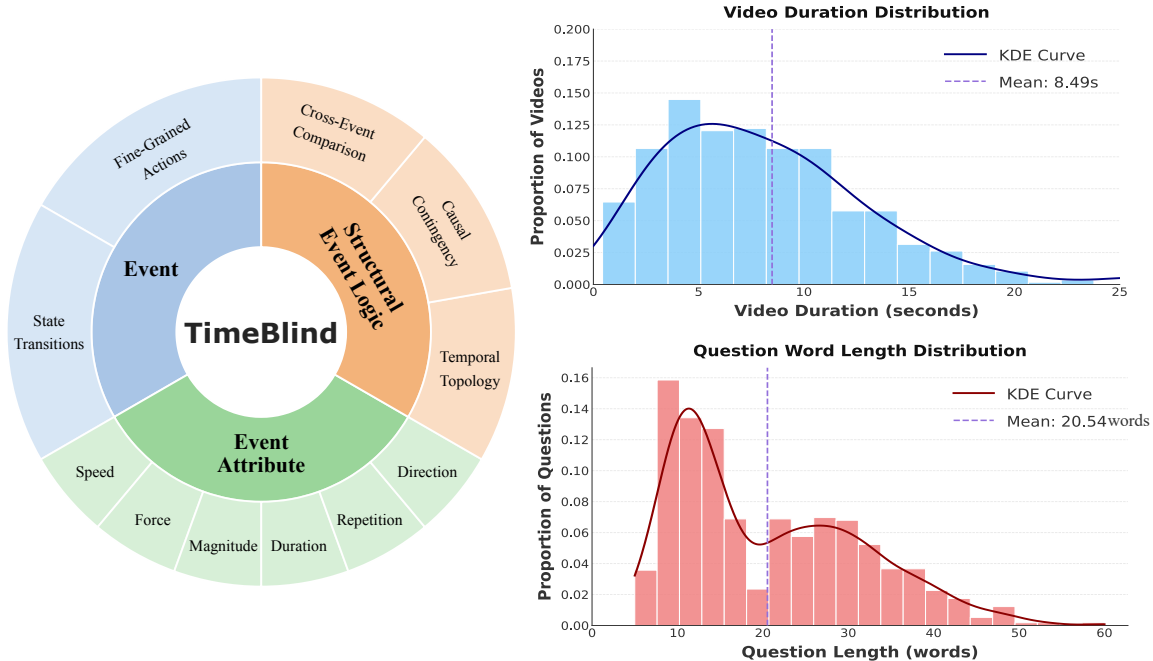 Fine-Grained
Actions
Cross-Event
Comparison
Causal
Contingency
Structural
Event Logic
Event
TimeBlind
State
Transitions
Temporal
Topology
Event
Attribute
Speed
Force
Magnitude
Duration
Repetition
Direction
Video Duration Distribution
KDE Curve
Mean: 8.49s
Proportion of Videos
0.200
0.175
0.150
0.125
0.100
0.075
0.050
0.025
0.000
0 5 10 15 20 25
Video Duration (seconds)
Question Word Length Distribution
KDE Curve
Mean: 20.54words
Proportion of Questions
0.16
0.14
0.12
0.10
0.08
0.06
0.04
0.02
0.00
0 10 20 30 40 50 60
Question Length (words)